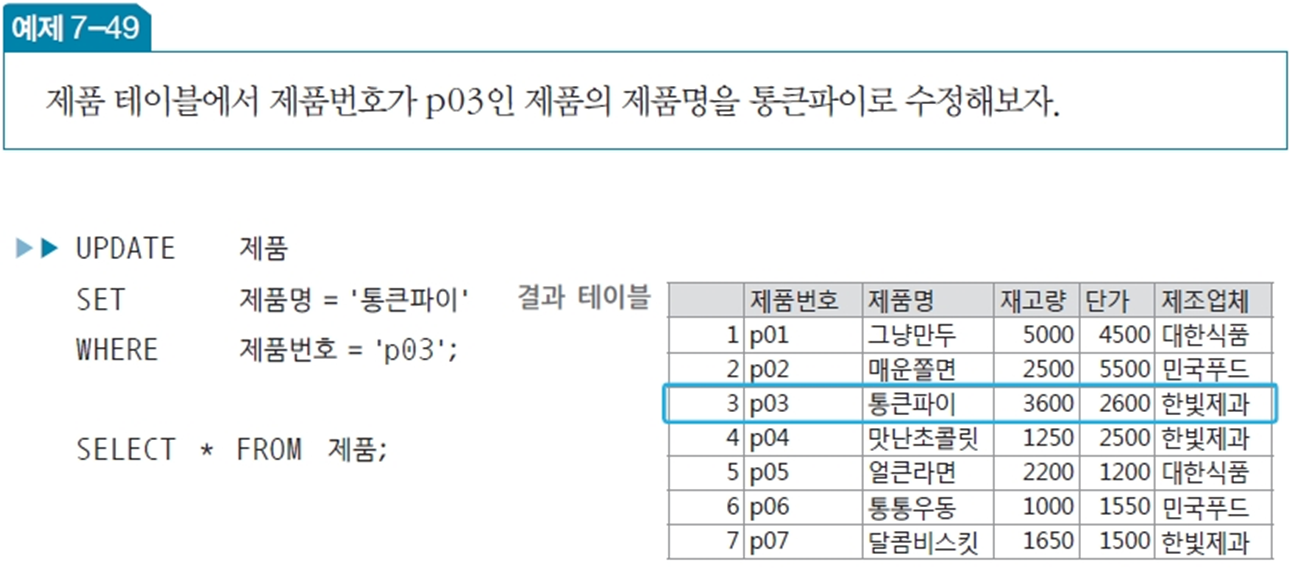 예제 7-49
제품 테이블에서 제품번호가 p03인 제품의 제품명을 통큰파이로 수정해보자.
▶▶ UPDATE 제품
SET 제품명 = '통큰파이'
WHERE 제품번호 = 'p03';
SELECT * FROM 제품;
결과 테이블
제품번호 제품명 재고량 단가 제조업체
1 p01 그냥만두 5000 4500 대한식품
2 p02 매운쫄면 2500 5500 민국푸드
3 p03 통큰파이 3600 2600 한빛제과
4 p04 맛난초콜릿 1250 2500 한빛제과
5 p05 얼큰라면 2200 1200 대한식품
6 p06 통통우동 1000 1550 민국푸드
7 p07 달콤비스킷 1650 1500 한빛제과